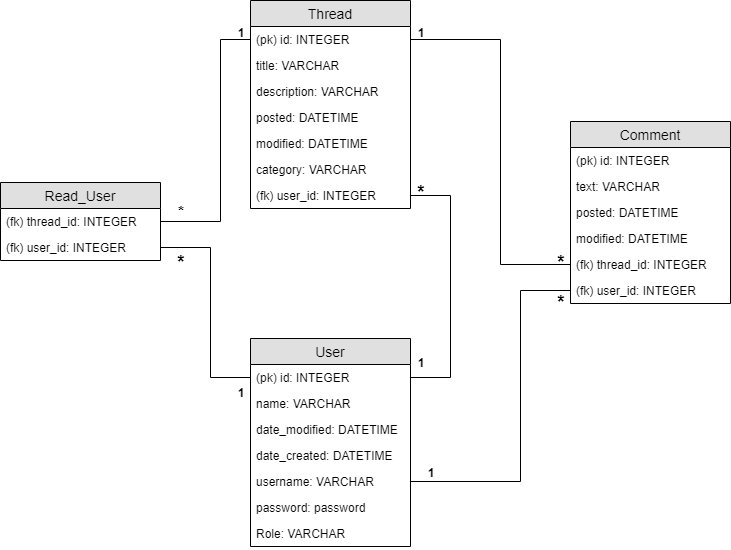 Thread
(pk) id: INTEGER
title: VARCHAR
description: VARCHAR
posted: DATETIME
modified: DATETIME
category: VARCHAR
(fk) user_id: INTEGER
1
1
*
Comment
(pk) id: INTEGER
text: VARCHAR
posted: DATETIME
modified: DATETIME
(fk) thread_id: INTEGER
(fk) user_id: INTEGER
*
*
Read_User
(fk) thread_id: INTEGER
(fk) user_id: INTEGER
*
*
User
(pk) id: INTEGER
name: VARCHAR
date_modified: DATETIME
date_created: DATETIME
username: VARCHAR
password: password
Role: VARCHAR
1
1
1